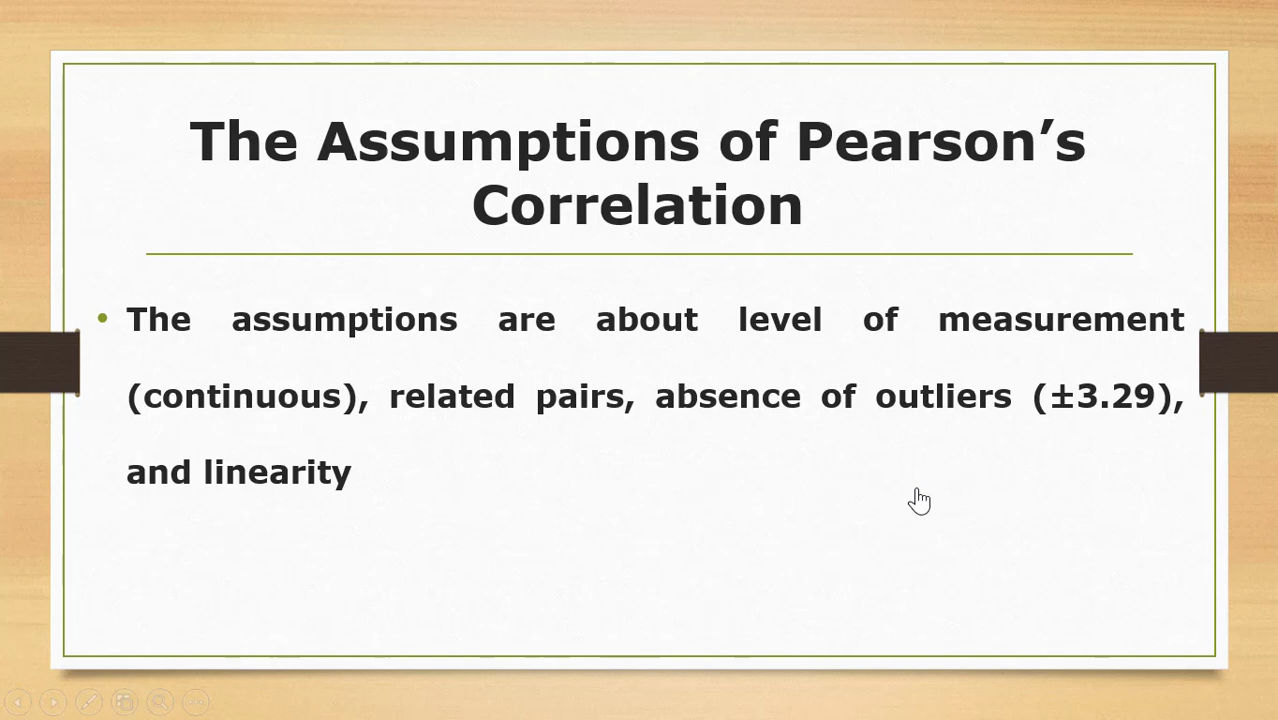 The Assumptions of Pearson’s
Correlation
• The assumptions are about level of measurement
(continuous), related pairs, absence of outliers (±3.29),
and linearity